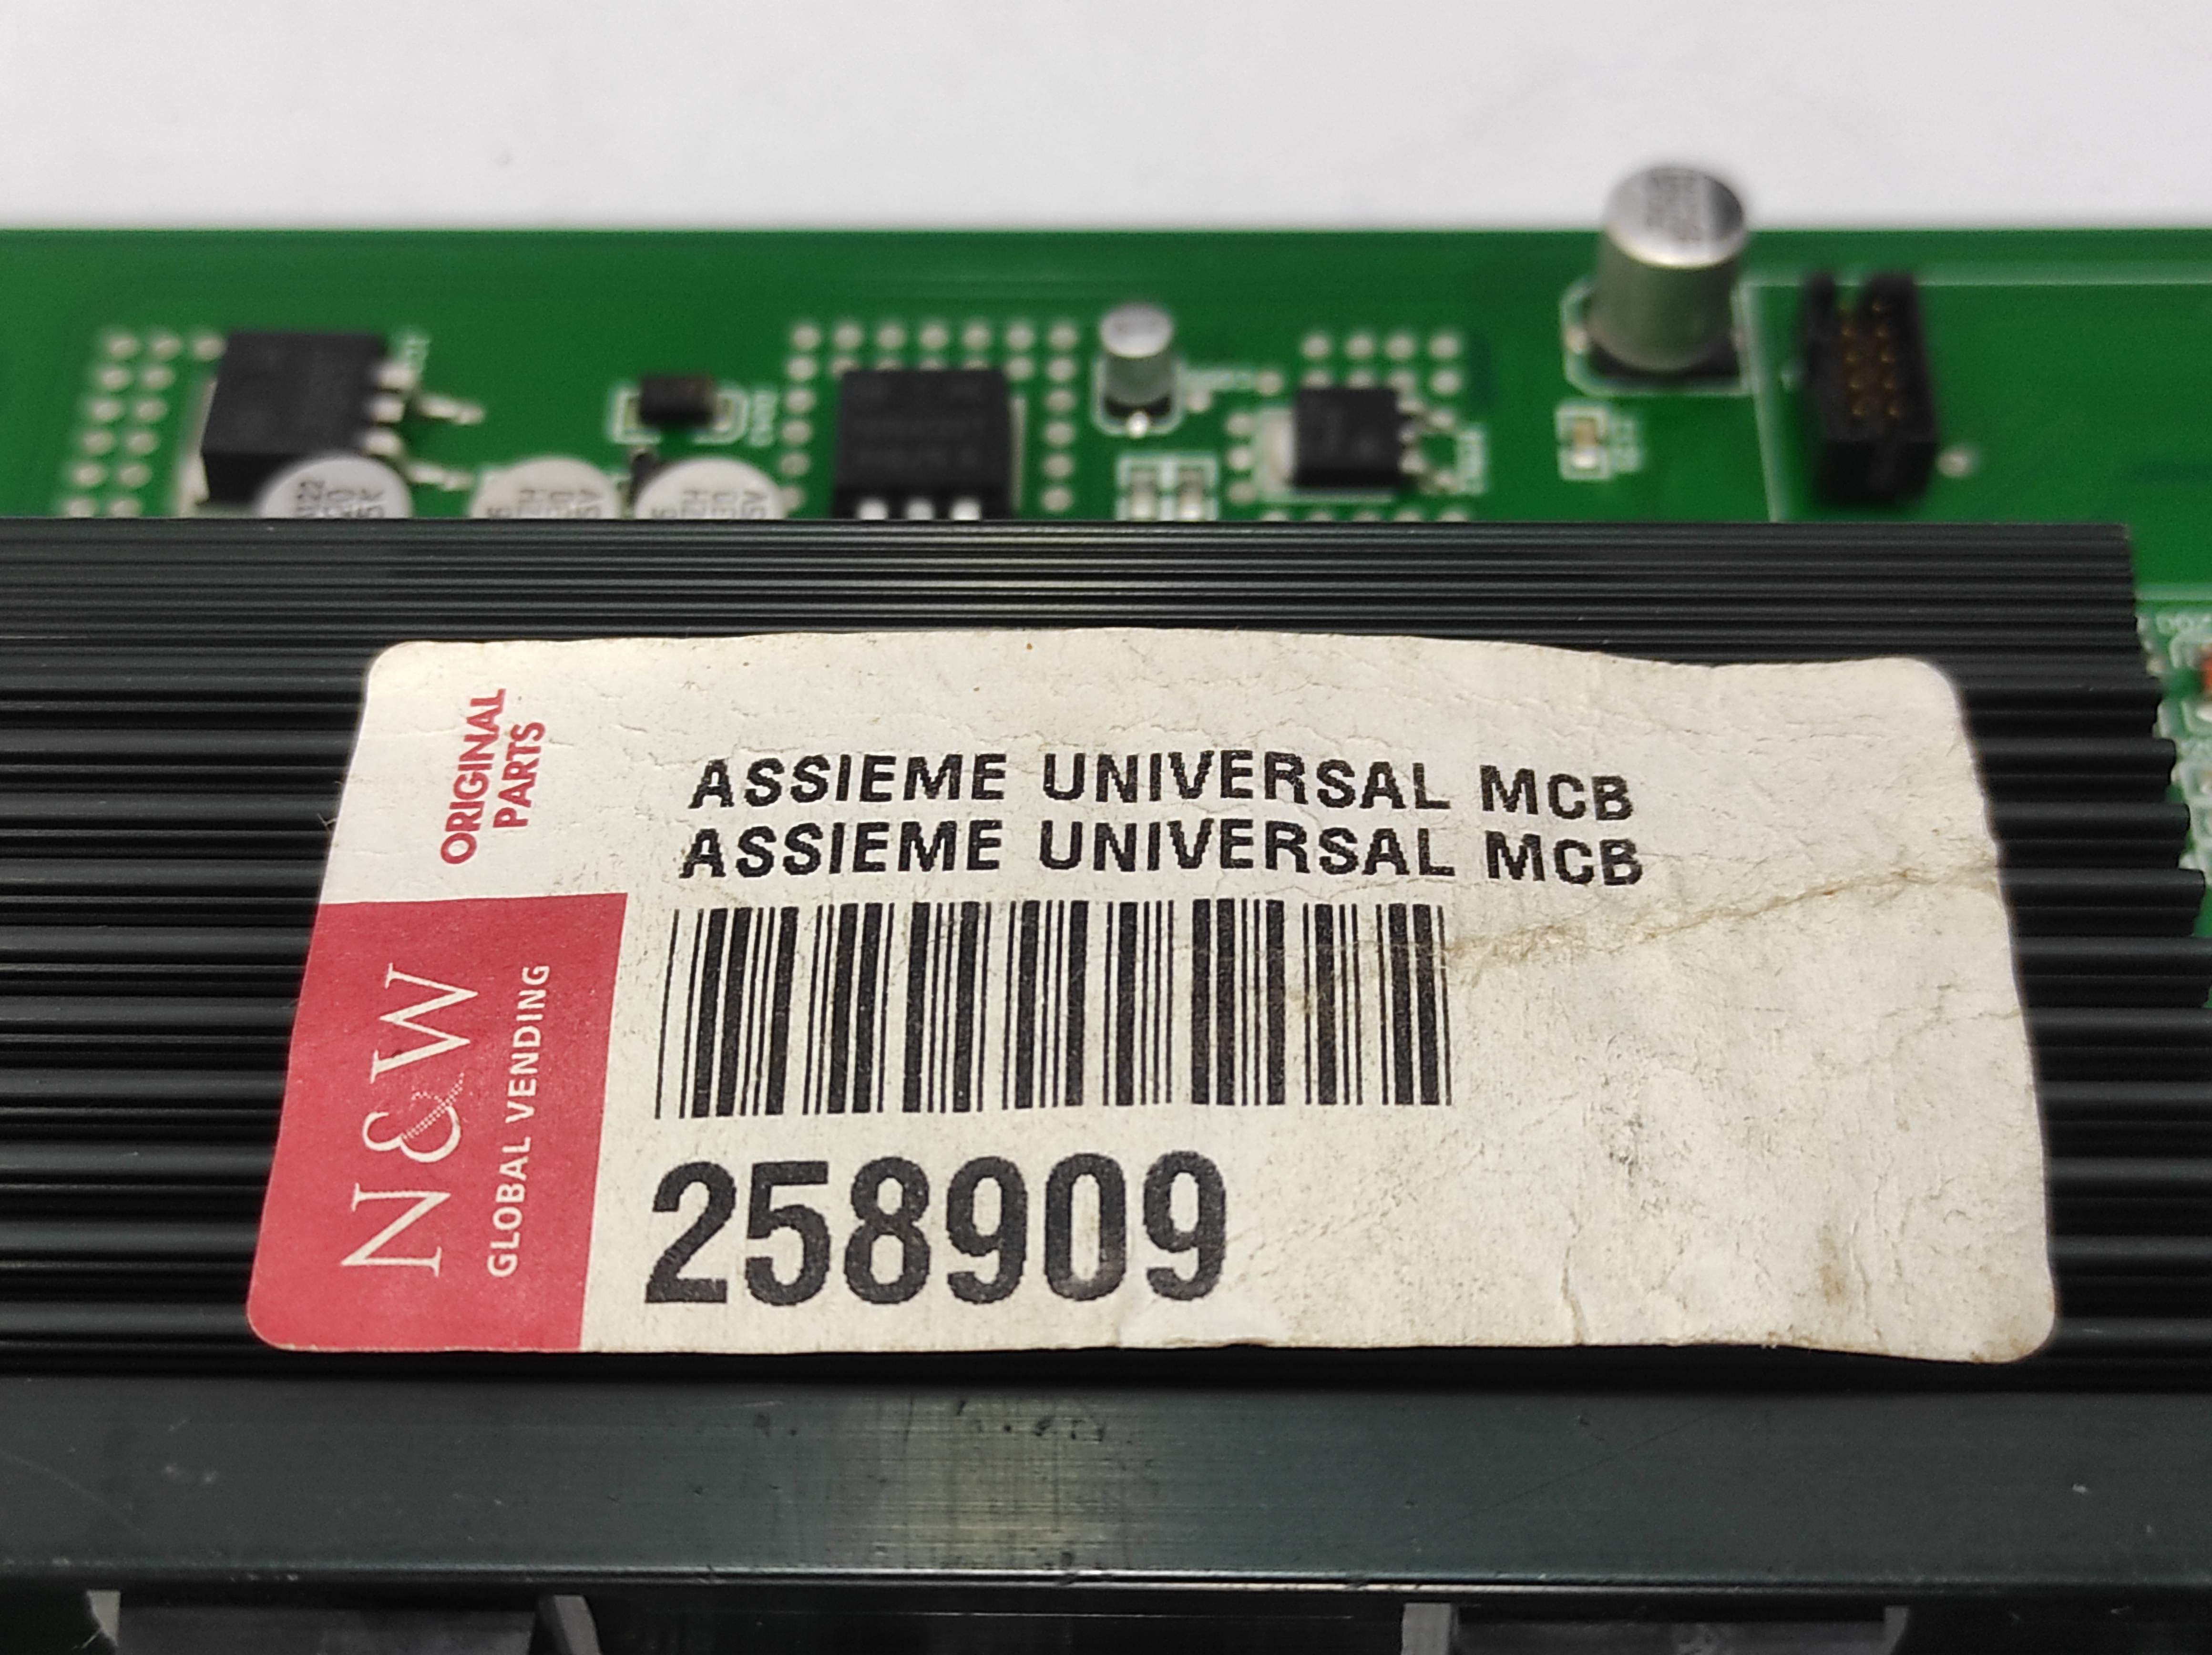 ORIGINAL
PARTS
N&W
GLOBAL VENDING
ASSIEME UNIVERSAL MCB
ASSIEME UNIVERSAL MCB
258909